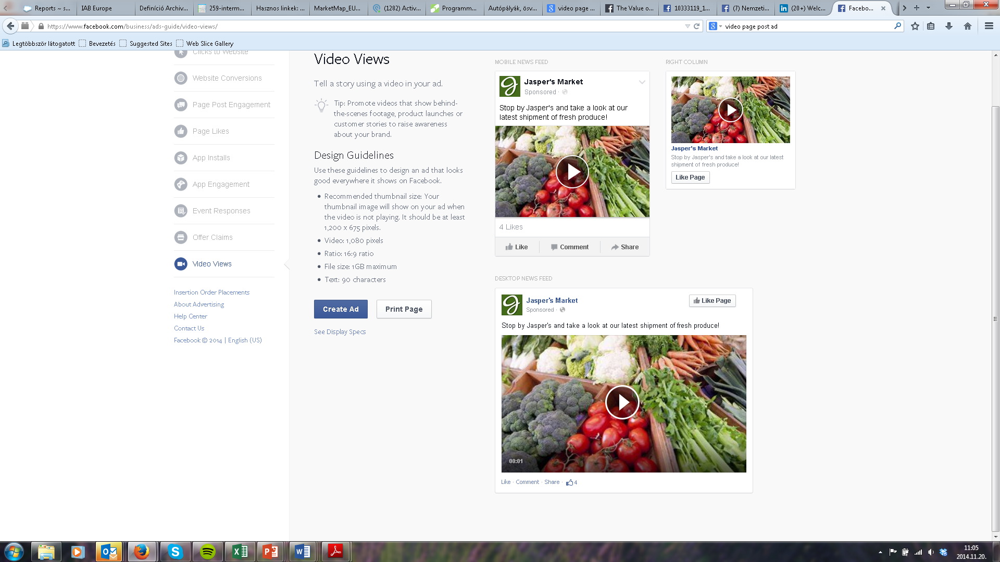 Reports ~ s...
IAB Europe
Definíció Archiv...
259-interm...
Hasznos linkek: ...
MarketMap_EU...
(1282) Activ...
Programm...
Autópályák, ösv...
video page ...
The Value o...
10333119_1...
(7) Nemzeti...
(20+) Welc...
Facebo...
https://www.facebook.com/business/ads-guide/video-views/
video page post ad
Legtöbbször látogatott
Bevezetés
Suggested Sites
Web Slice Gallery
Clicks to Website
Website Conversions
Page Post Engagement
Page Likes
App Installs
App Engagement
Event Responses
Offer Claims
Video Views
Insertion Order Placements
About Advertising
Help Center
Contact Us
Facebook © 2014 | English (US)
Video Views
Tell a story using a video in your ad.
Tip: Promote videos that show behind-
the-scenes footage, product launches or
customer stories to raise awareness
about your brand.
Design Guidelines
Use these guidelines to design an ad that looks
good everywhere it shows on Facebook.
• Recommended thumbnail size: Your
thumbnail image will show on your ad when
the video is not playing. It should be at least
1,200 x 675 pixels.
• Video: 1,080 pixels
• Ratio: 16:9 ratio
• File size: 1GB maximum
• Text: 90 characters
Create Ad
Print Page
See Display Specs
MOBILE NEWS FEED
Jasper's Market
Sponsored ·
Stop by Jasper's and take a look at our
latest shipment of fresh produce!
4 Likes
Like
Comment
Share
RIGHT COLUMN
Jasper's Market
Stop by Jasper's and take a look at our latest
shipment of fresh produce!
Like Page
DESKTOP NEWS FEED
Jasper's Market
Sponsored ·
Like Page
Stop by Jasper's and take a look at our latest shipment of fresh produce!
00:01
Like · Comment · Share · 4
11:05
2014.11.20.